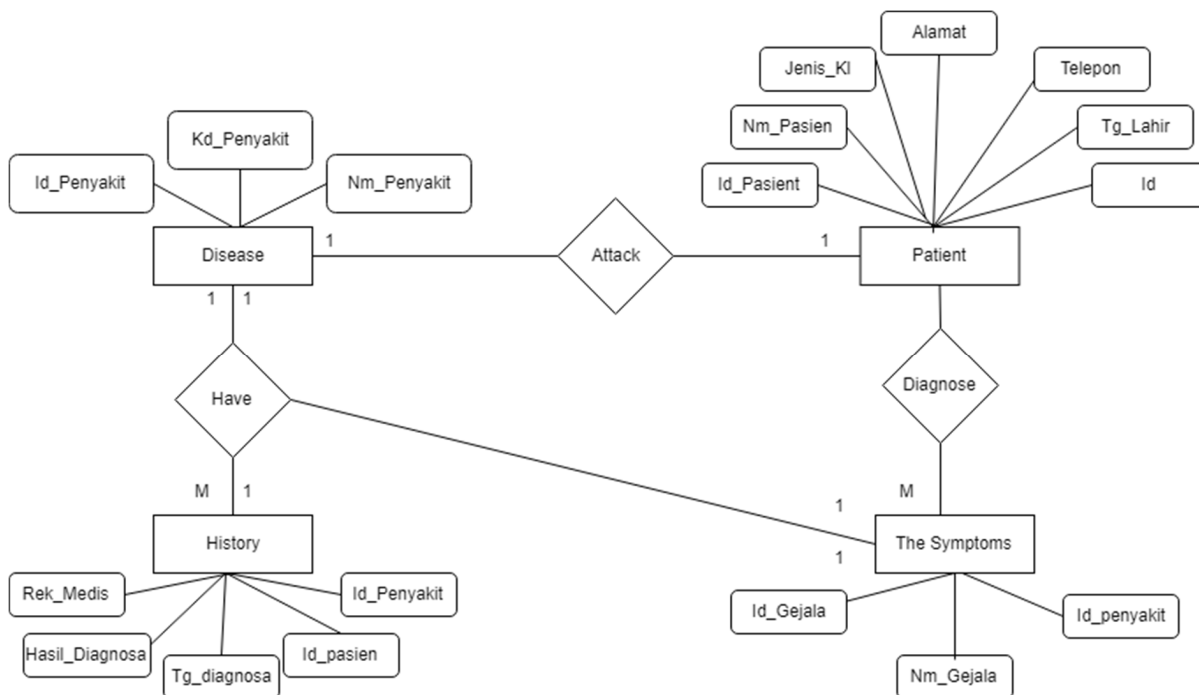 Alamat
Jenis_Kl
Telepon
Kd_Penyakit
Nm_Pasien
Tg_Lahir
Id_Penyakit
Nm_Penyakit
Id_Pasient
Id
Disease
1
Attack
1
Patient
1 1
Have
Diagnose
M 1
1
M
History
The Symptoms
1
Rek_Medis
Id_Penyakit
Id_Gejala
Id_penyakit
Hasil_Diagnosa
Id_pasien
Tg_diagnosa
Nm_Gejala